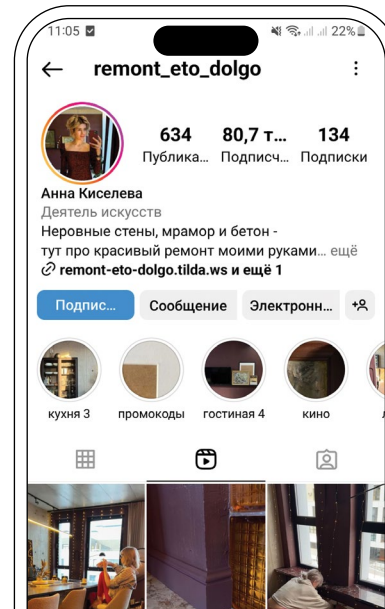 11:05 22%
remont_eto_dolgo
634 80,7 т... 134
Публика... Подписч... Подписки
Анна Киселева
Деятель искусств
Неровные стены, мрамор и бетон -
тут про красивый ремонт моими руками... ещё
remont-eto-dolgo.tilda.ws и ещё 1
Подпис... Сообщение Электронн...
кухня 3 промокоды гостиная 4 кино